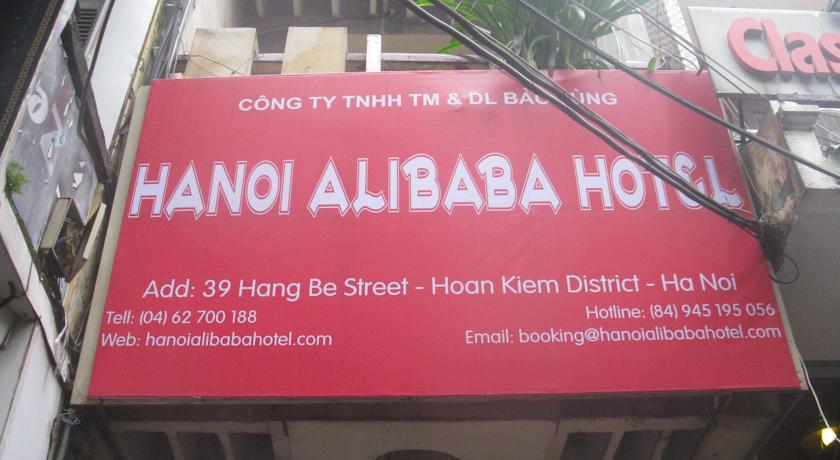 Clas
CÔNG TY TNHH TM & DL BẢO
HANOI ALIBABA HOTEL
Add: 39 Hang Be Street - Hoan Kiem District - Ha Noi
Tell: (04) 62 700 188
Hotline: (84) 945 195 056
Web: hanoialibabahotel.com
Email: booking@hanoialibabahotel.com